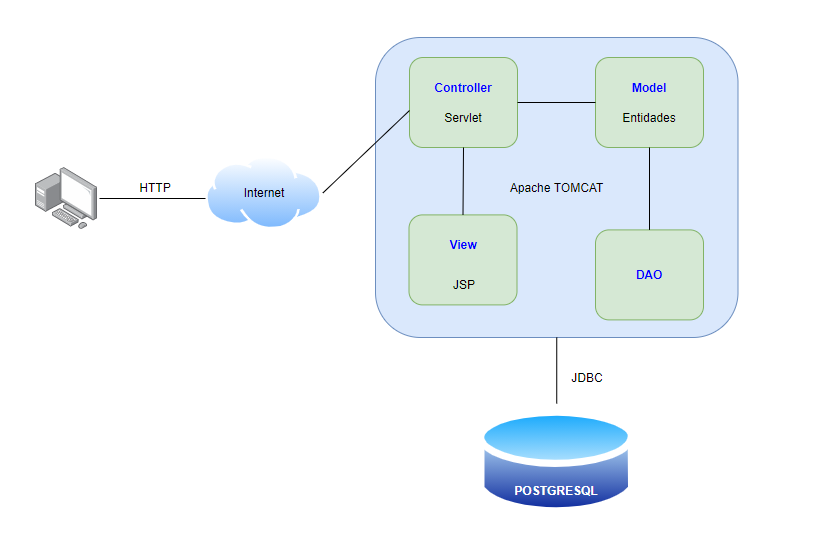 Controller
Servlet
Model
Entidades
HTTP
Internet
Apache TOMCAT
View
JSP
DAO
JDBC
POSTGRESQL